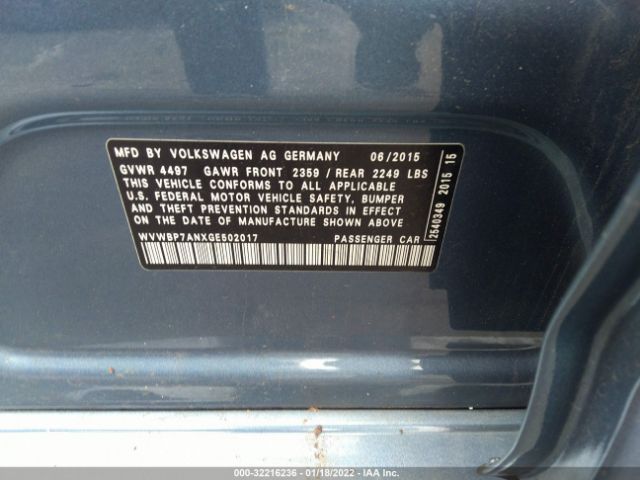 MFD BY VOLKSWAGEN AG GERMANY 06/2015
GVWR 4497 GAWR FRONT 2359 / REAR 2249 LBS
THIS VEHICLE CONFORMS TO ALL APPLICABLE
U.S. FEDERAL MOTOR VEHICLE SAFETY, BUMPER
AND THEFT PREVENTION STANDARDS IN EFFECT
ON THE DATE OF MANUFACTURE SHOWN ABOVE
WVWBP7ANXGE502017 PASSENGER CAR
2540349 2015 15
000-32216236 - 01/18/2022 - IAA Inc.